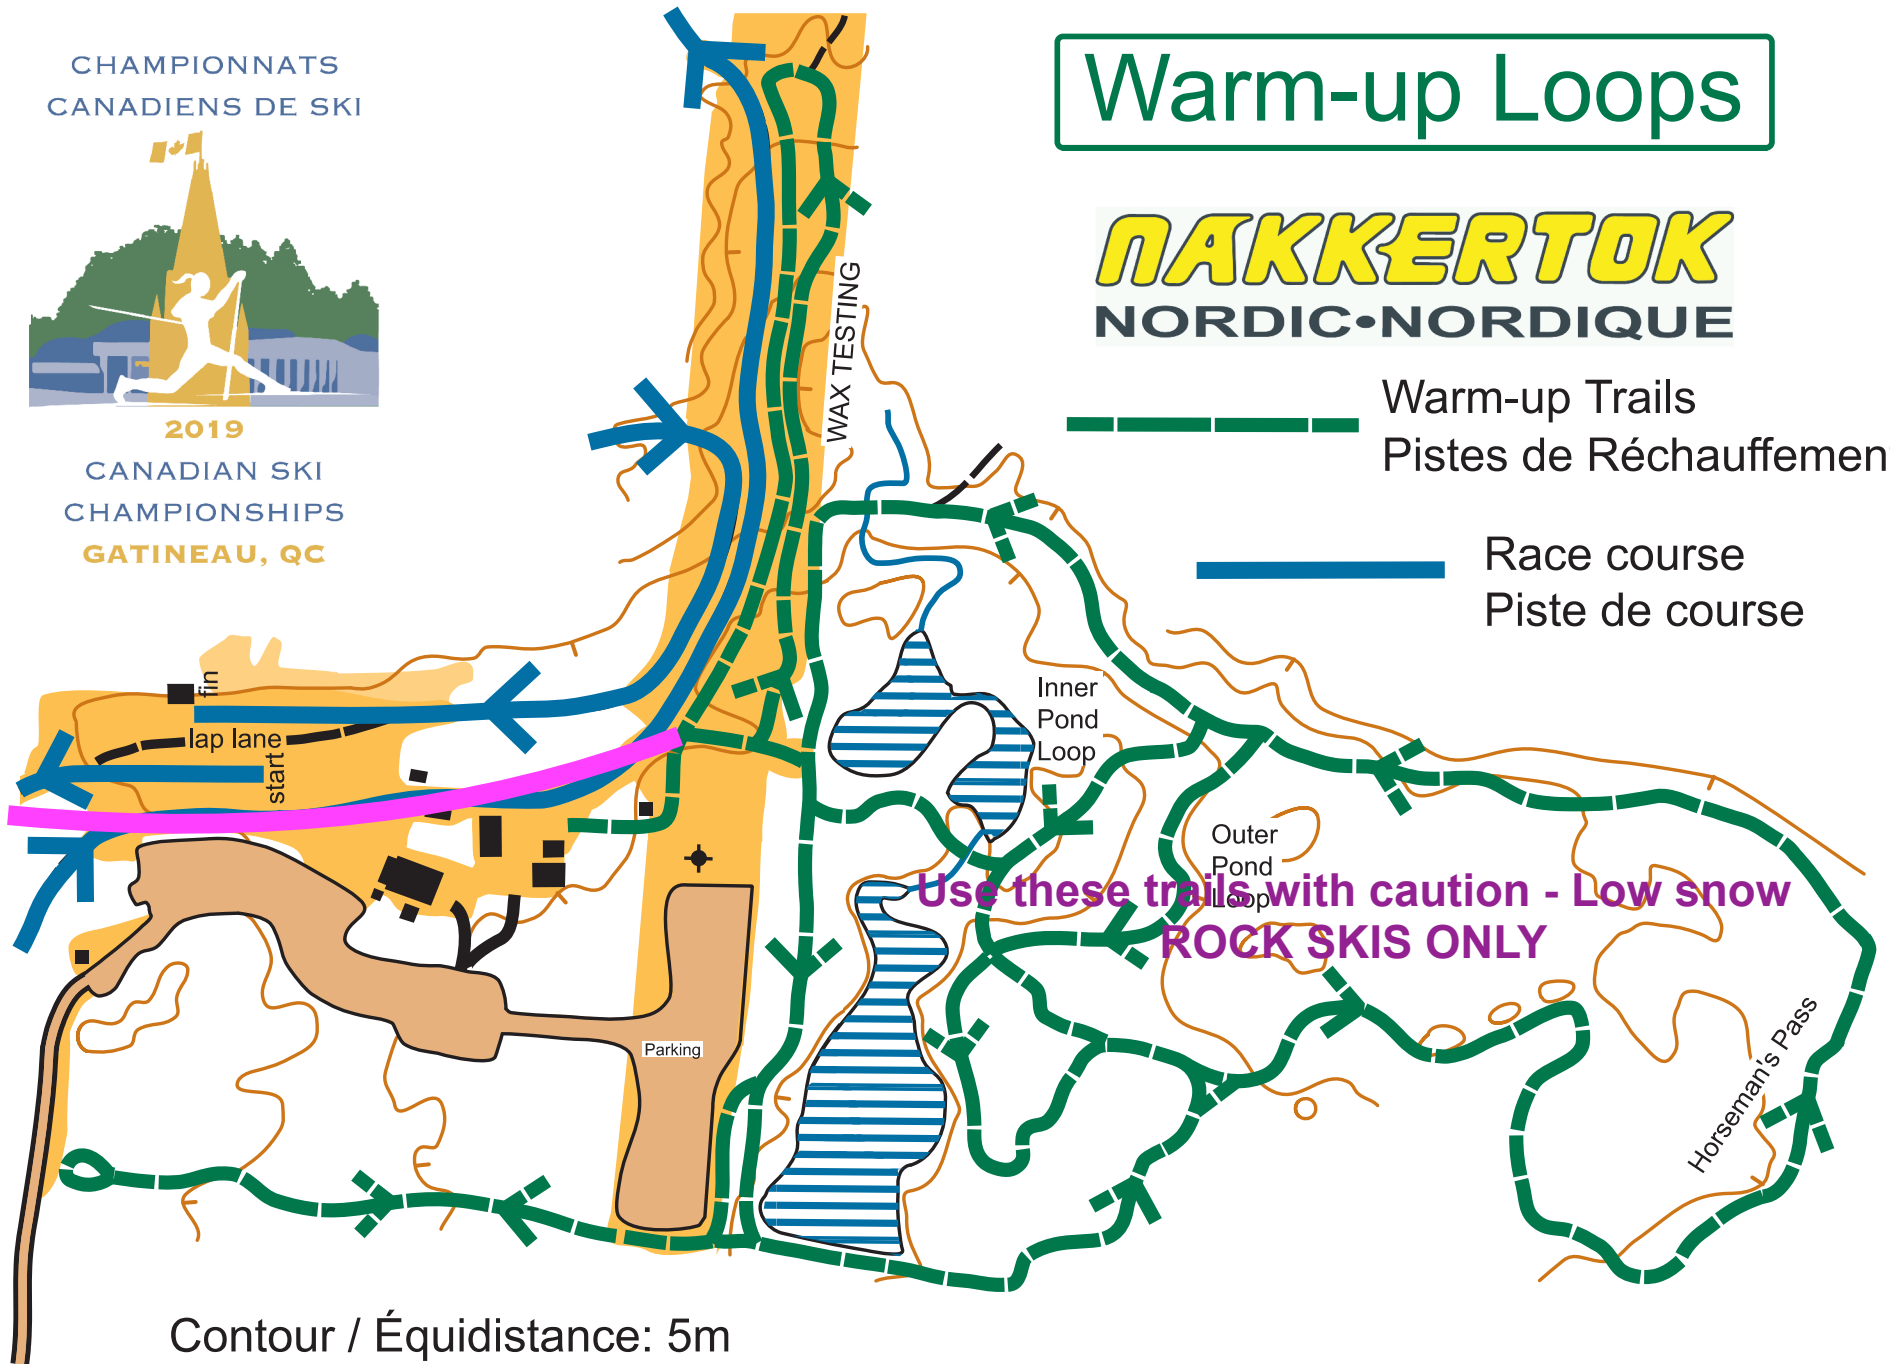 CHAMPIONNATS
CANADIENS DE SKI
2019
CANADIAN SKI
CHAMPIONSHIPS
GATINEAU, QC
Warm-up Loops
NAKKERTOK
NORDIC•NORDIQUE
Warm-up Trails
Pistes de Réchauffemen
Race course
Piste de course
WAX TESTING
fin
lap lane
start
Inner
Pond
Loop
Outer
Pond
Loop
Use these trails with caution - Low snow
ROCK SKIS ONLY
Parking
Horseman's Pass
Contour / Équidistance: 5m